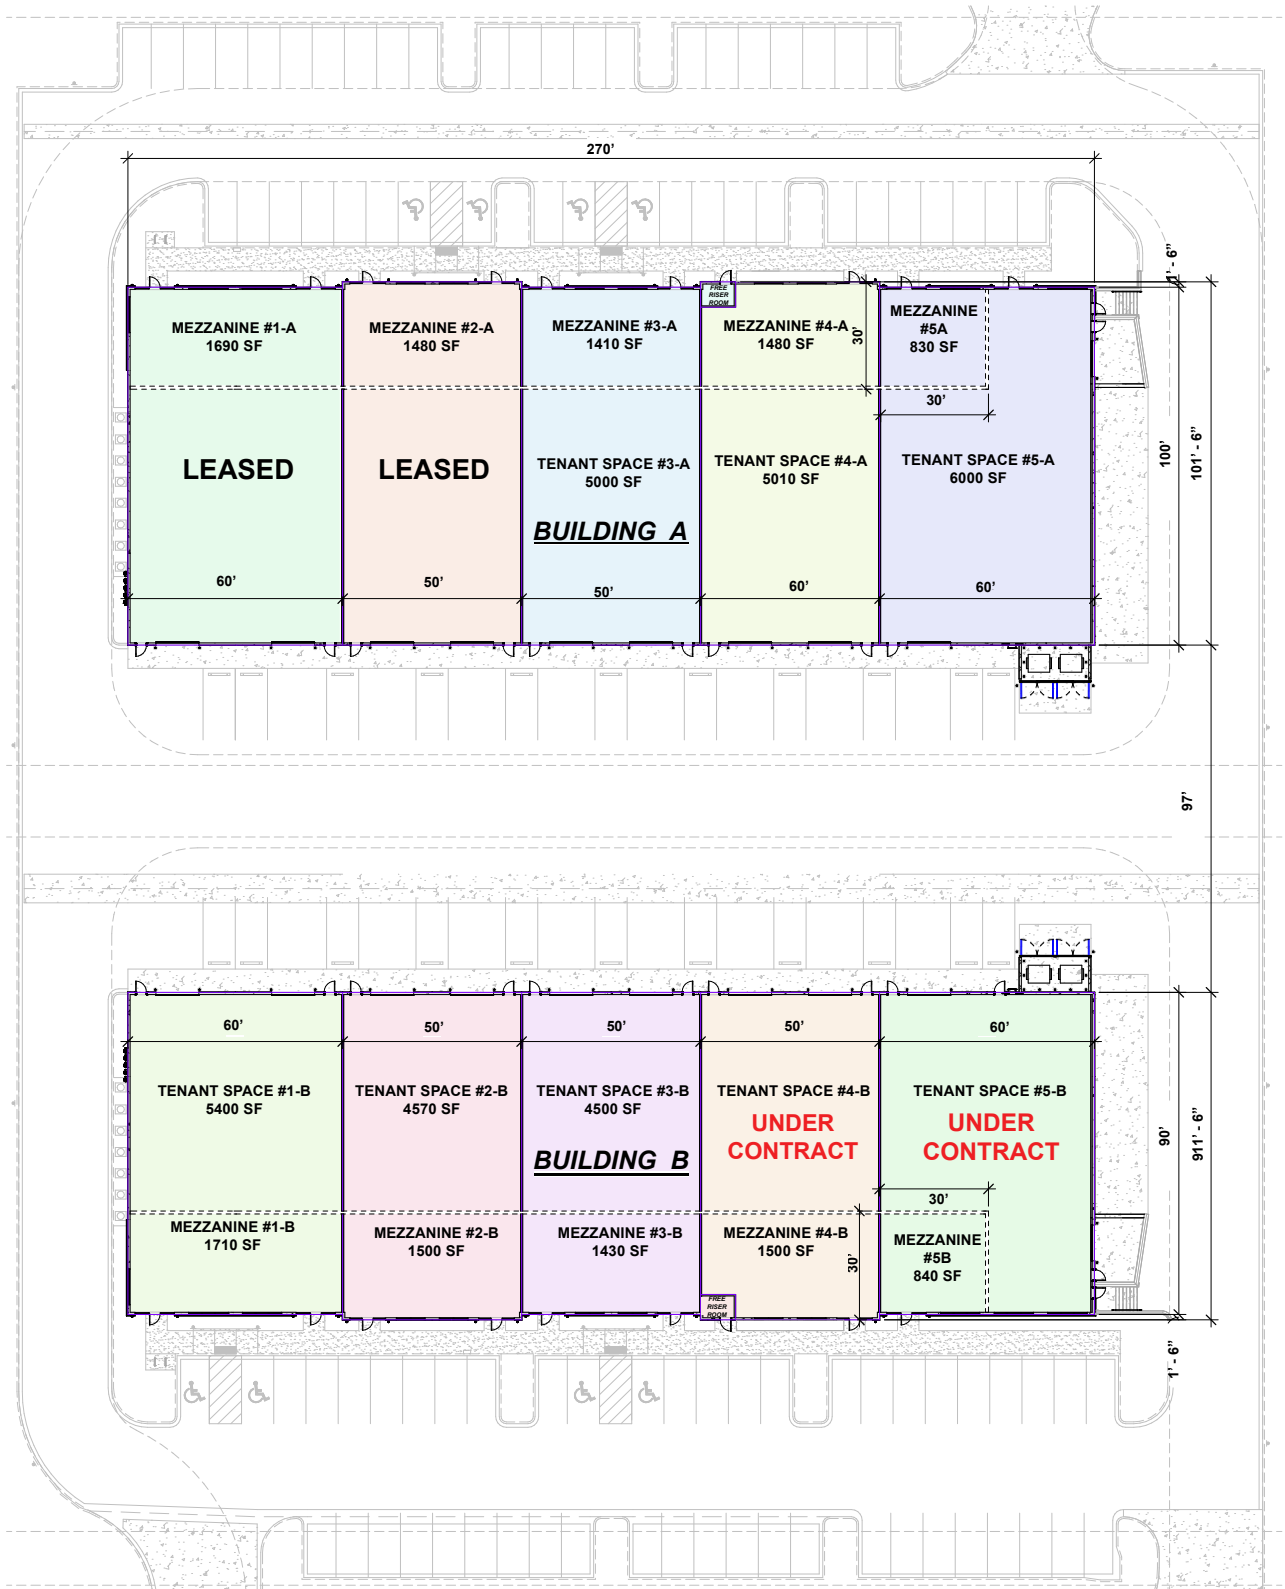 270'
1' - 6"
FREE
RISER
ROOM
MEZZANINE #1-A
1690 SF
MEZZANINE #2-A
1480 SF
MEZZANINE #3-A
1410 SF
MEZZANINE #4-A
1480 SF
MEZZANINE
#5A
830 SF
30'
30'
LEASED
LEASED
TENANT SPACE #3-A
5000 SF
TENANT SPACE #4-A
5010 SF
TENANT SPACE #5-A
6000 SF
100'
101' - 6"
BUILDING A
60'
50'
50'
60'
60'
97'
60'
50'
50'
50'
60'
TENANT SPACE #1-B
5400 SF
TENANT SPACE #2-B
4570 SF
TENANT SPACE #3-B
4500 SF
TENANT SPACE #4-B
UNDER
CONTRACT
TENANT SPACE #5-B
UNDER
CONTRACT
90'
911' - 6"
BUILDING B
30'
MEZZANINE #1-B
1710 SF
MEZZANINE #2-B
1500 SF
MEZZANINE #3-B
1430 SF
MEZZANINE #4-B
1500 SF
30'
MEZZANINE
#5B
840 SF
FREE
RISER
ROOM
1' - 6"